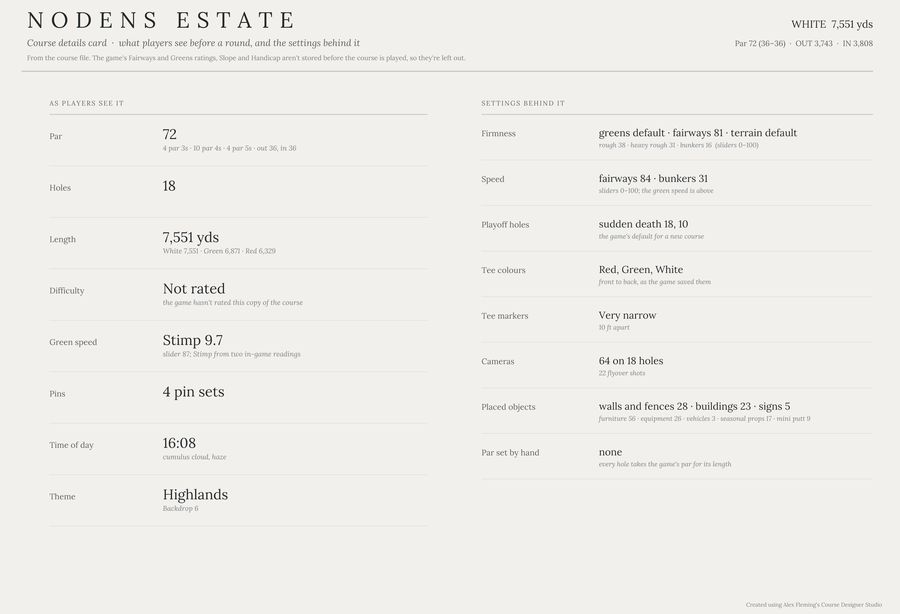 NODENS ESTATE
WHITE 7,551 yds
Course details card · what players see before a round, and the settings behind it
Par 72 (36–36) · OUT 3,743 · IN 3,808
From the course file. The game's Fairways and Greens ratings, Slope and Handicap aren't stored before the course is played, so they're left out.
AS PLAYERS SEE IT
Par
72
4 par 3s · 10 par 4s · 4 par 5s · out 36, in 36
Holes
18
Length
7,551 yds
White 7,551 · Green 6,871 · Red 6,329
Difficulty
Not rated
the game hasn't rated this copy of the course
Green speed
Stimp 9.7
slider 87; Stimp from two in-game readings
Pins
4 pin sets
Time of day
16:08
cumulus cloud, haze
Theme
Highlands
Backdrop 6
SETTINGS BEHIND IT
Firmness
greens default · fairways 81 · terrain default
rough 38 · heavy rough 31 · bunkers 16 (sliders 0–100)
Speed
fairways 84 · bunkers 31
sliders 0–100; the green speed is above
Playoff holes
sudden death 18, 10
the game's default for a new course
Tee colours
Red, Green, White
front to back, as the game saved them
Tee markers
Very narrow
10 ft apart
Cameras
64 on 18 holes
22 flyover shots
Placed objects
walls and fences 28 · buildings 23 · signs 5
furniture 56 · equipment 26 · vehicles 3 · seasonal props 17 · mini putt 9
Par set by hand
none
every hole takes the game's par for its length
Created using Alex Fleming's Course Designer Studio